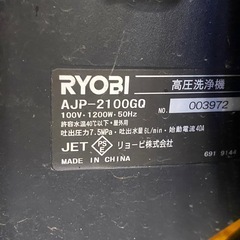 RYOBI 高圧洗浄機
AJP-2100GQ
100V・1200W・50Hz NO. 003972
許容水温40℃以下・屋外用
吐出圧力7.5MPa・吐出水量6L/min・始動電流40A
JET PSE リョービ株式会社
MADE IN CHINA
691 9144